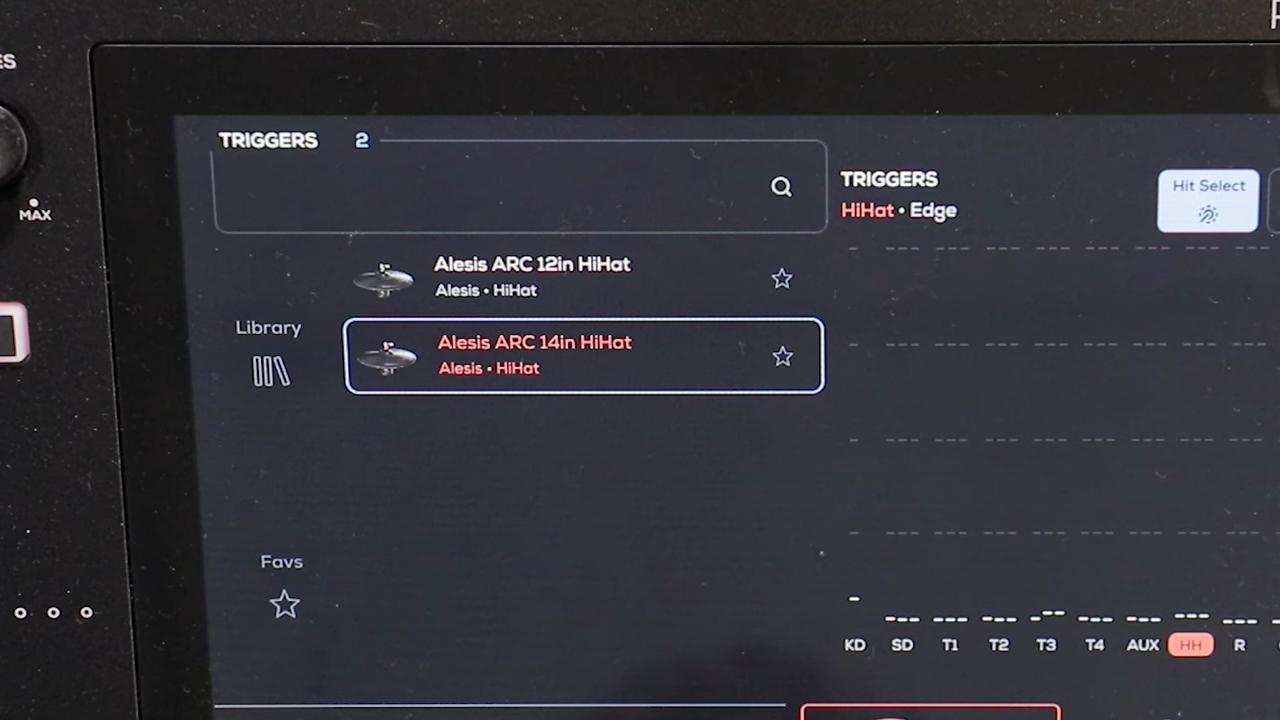 MAX
TRIGGERS 2
Alesis ARC 12in HiHat
Alesis • HiHat
Alesis ARC 14in HiHat
Alesis • HiHat
Library
Favs
TRIGGERS
HiHat • Edge
Hit Select
KD SD T1 T2 T3 T4 AUX HH R